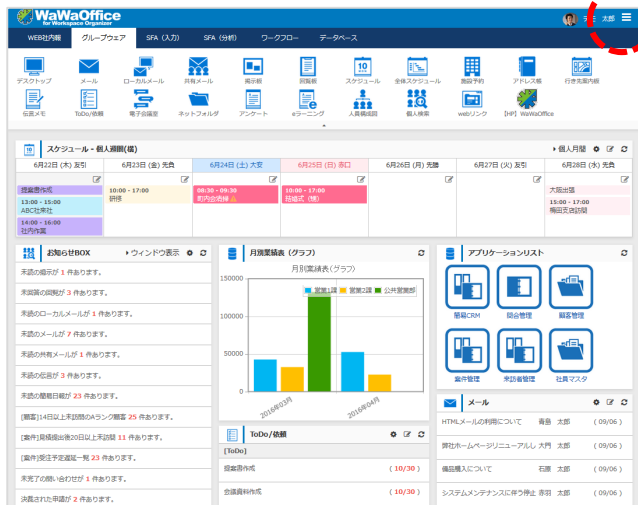 WaWaOffice
for Workspace Organizer
太郎
WEB社内報 グループウェア SFA (入力) SFA (分析) ワークフロー データベース
デスクトップ メール ローカルメール 共有メール 掲示板 回覧板 スケジュール 全体スケジュール 施設予約 アドレス帳 行き先案内板
伝言メモ ToDo/依頼 電子会議室 ネットフォルダ アンケート eラーニング 人員構成図 個人検索 webリンク 【HP】WaWaOffice
スケジュール - 個人週間(横) 個人月間
6月22日 (木) 友引 6月23日 (金) 先負 6月24日 (土) 大安 6月25日 (日) 赤口 6月26日 (月) 先勝 6月27日 (火) 友引 6月28日 (水) 先負
提案書作成
13:00 - 15:00
ABC社来社
14:00 - 16:00
社内作業
10:00 - 17:00
研修
08:30 - 09:30
町内会清掃
10:00 - 17:00
結婚式 (横)
大阪出張
15:00 - 17:00
梅田支店訪問
お知らせBOX ウィンドウ表示
未読の掲示が 1 件あります。
未回答の回覧が 3 件あります。
未読のローカルメールが 1 件あります。
未読のメールが 7 件あります。
未読の共有メールが 1 件あります。
未読の伝言が 3 件あります。
未読の簡易日報が 23 件あります。
[顧客]14日以上未訪問のAランク顧客 25 件あります。
[案件]見積提出後20日以上未訪問 11 件あります。
[案件]受注予定遅延一覧 23 件あります。
未完了の問い合わせが 1 件あります。
決裁された申請が 2 件あります。
月別業績表 (グラフ)
月別業績表(グラフ)
営業1課 営業2課 公共営業部
150000
100000
50000
0
2016年03月 2016年04月
ToDo/依頼
[ToDo]
提案書作成 ( 10/30 )
会議資料作成 ( 10/30 )
アプリケーションリスト
簡易CRM 問合管理 顧客管理
案件管理 来訪者管理 社員マスタ
メール
HTMLメールの利用について 青島 太郎 ( 09/06 )
弊社ホームページリニューアルし 大門 太郎 ( 09/06 )
備品購入について 石原 太郎 ( 09/06 )
システムメンテナンスに伴う停止 赤羽 太郎 ( 09/06 )